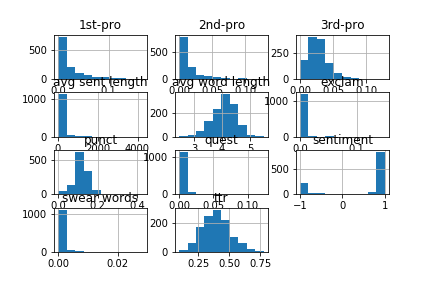 1st-pro 2nd-pro 3rd-pro
750 500 250 0
500 0
250 0
0.0 0.1 0.00 0.05 0.10 0.00 0.05 0.10
avg sent length avg word length exclam
1000 0
200 0
1000 0
0 2000 4000 3 4 5 0.0 0.1
punct quest sentiment
500 0
1000 0
500 0
0.0 0.2 0.4 0.00 0.05 0.10 −1 0 1
swear words ttr
1000 0
200 0
0.00 0.02 0.25 0.50 0.75